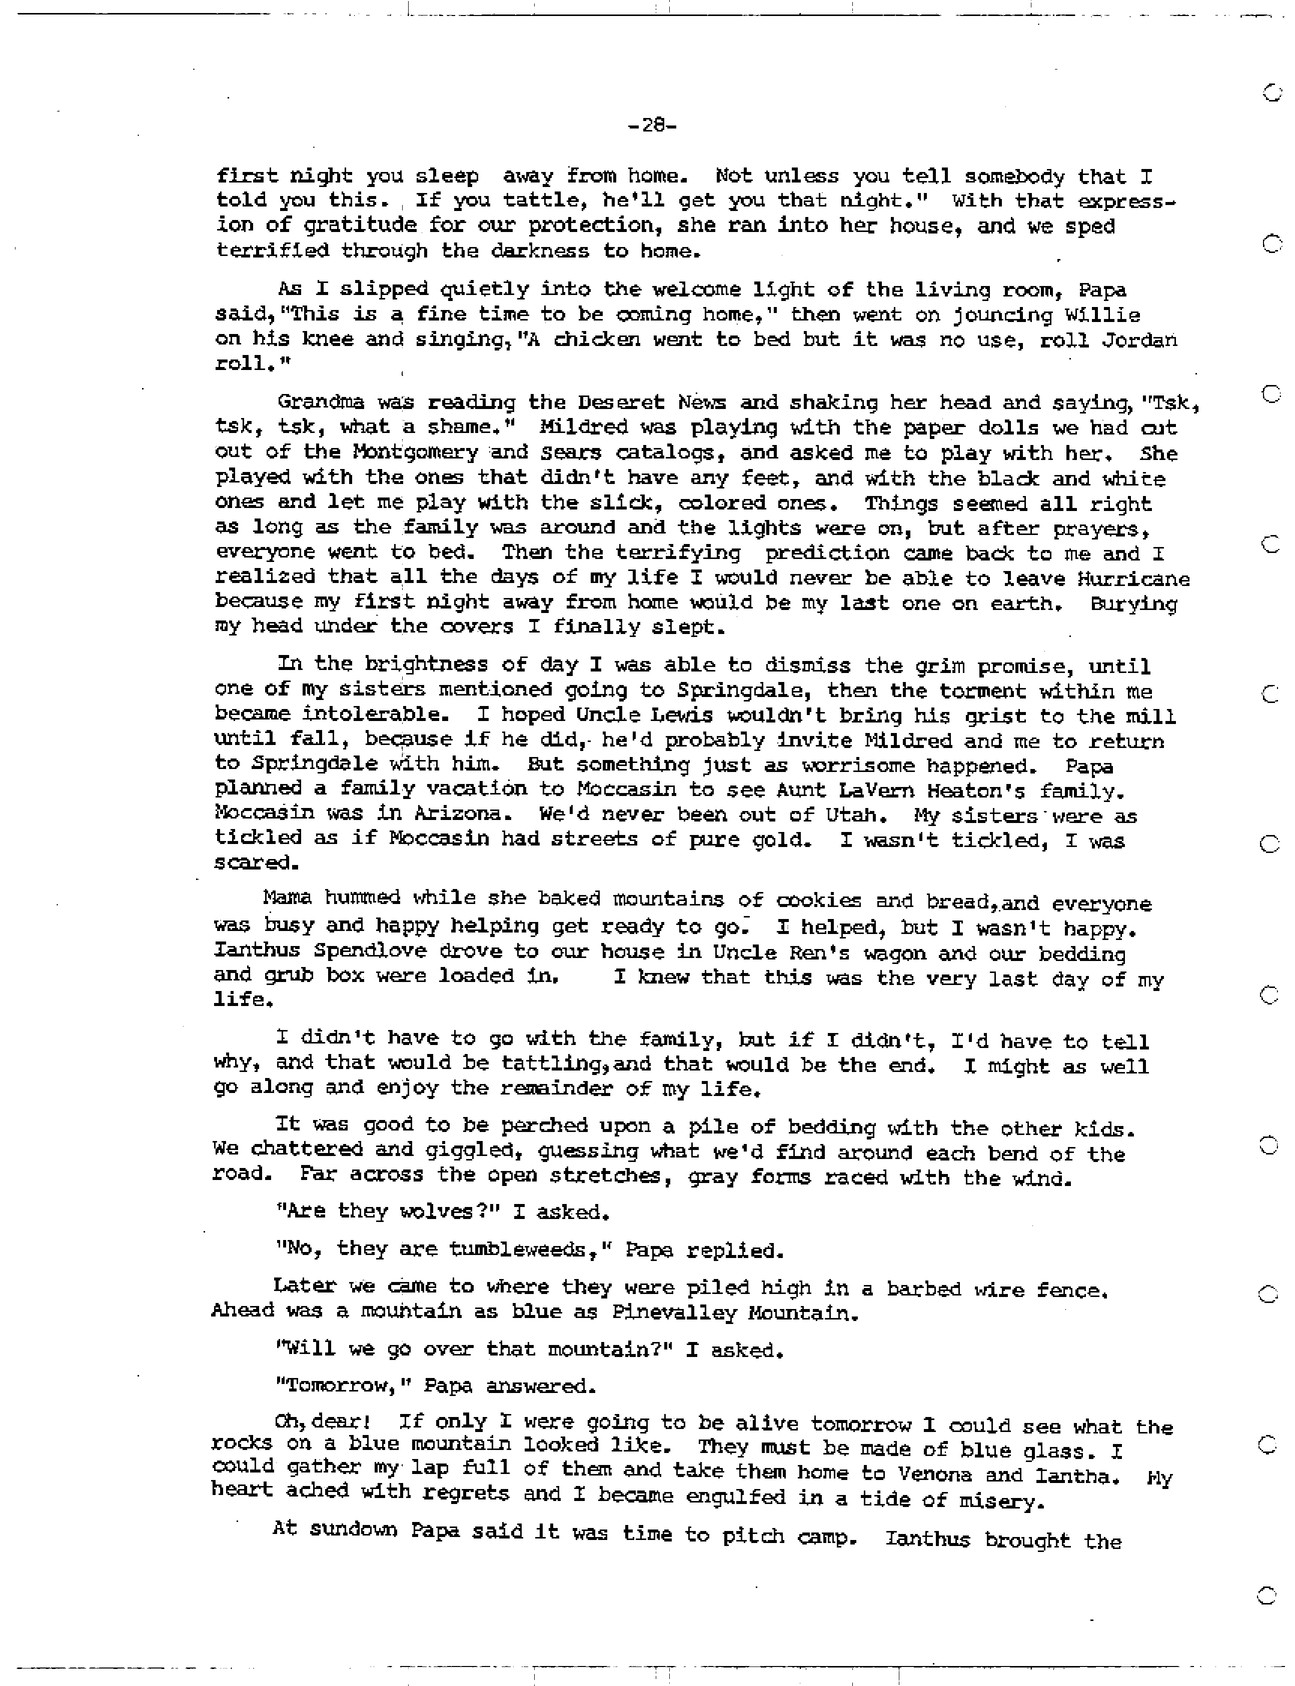 -28-
first night you sleep away from home. Not unless you tell somebody that I
told you this. If you tattle, he'll get you that night." With that express-
ion of gratitude for our protection, she ran into her house, and we sped
terrified through the darkness to home.
As I slipped quietly into the welcome light of the living room, Papa
said,"This is a fine time to be coming home," then went on jouncing Willie
on his knee and singing,"A chicken went to bed but it was no use, roll Jordan
roll."
Grandma was reading the Deseret News and shaking her head and saying,"Tsk,
tsk, tsk, what a shame." Mildred was playing with the paper dolls we had cut
out of the Montgomery and Sears catalogs, and asked me to play with her. She
played with the ones that didn't have any feet, and with the black and white
ones and let me play with the slick, colored ones. Things seemed all right
as long as the family was around and the lights were on, but after prayers,
everyone went to bed. Then the terrifying prediction came back to me and I
realized that all the days of my life I would never be able to leave Hurricane
because my first night away from home would be my last one on earth. Burying
my head under the covers I finally slept.
In the brightness of day I was able to dismiss the grim promise, until
one of my sisters mentioned going to Springdale, then the torment within me
became intolerable. I hoped Uncle Lewis wouldn't bring his grist to the mill
until fall, because if he did, he'd probably invite Mildred and me to return
to Springdale with him. But something just as worrisome happened. Papa
planned a family vacation to Moccasin to see Aunt LaVern Heaton's family.
Moccasin was in Arizona. We'd never been out of Utah. My sisters were as
tickled as if Moccasin had streets of pure gold. I wasn't tickled, I was
scared.
Mama hummed while she baked mountains of cookies and bread,and everyone
was busy and happy helping get ready to go. I helped, but I wasn't happy.
Ianthus Spendlove drove to our house in Uncle Ren's wagon and our bedding
and grub box were loaded in. I knew that this was the very last day of my
life.
I didn't have to go with the family, but if I didn't, I'd have to tell
why, and that would be tattling,and that would be the end. I might as well
go along and enjoy the remainder of my life.
It was good to be perched upon a pile of bedding with the other kids.
We chattered and giggled, guessing what we'd find around each bend of the
road. Far across the open stretches, gray forms raced with the wind.
"Are they wolves?" I asked.
"No, they are tumbleweeds," Papa replied.
Later we came to where they were piled high in a barbed wire fence.
Ahead was a mountain as blue as Pinevalley Mountain.
"Will we go over that mountain?" I asked.
"Tomorrow," Papa answered.
Oh,dear! If only I were going to be alive tomorrow I could see what the
rocks on a blue mountain looked like. They must be made of blue glass. I
could gather my lap full of them and take them home to Venona and Iantha. My
heart ached with regrets and I became engulfed in a tide of misery.
At sundown Papa said it was time to pitch camp. Ianthus brought the